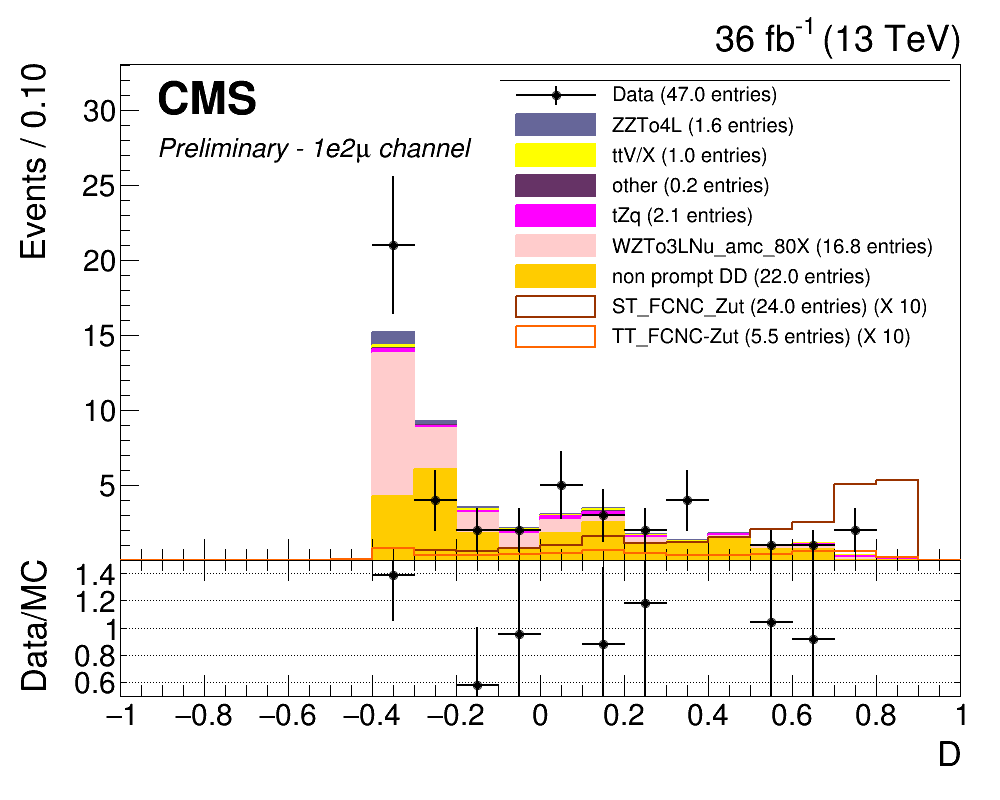 36 fb-1 (13 TeV)
Events / 0.10
CMS
Preliminary - 1e2μ channel
Data (47.0 entries)
ZZTo4L (1.6 entries)
ttV/X (1.0 entries)
other (0.2 entries)
tZq (2.1 entries)
WZTo3LNu_amc_80X (16.8 entries)
non prompt DD (22.0 entries)
ST_FCNC_Zut (24.0 entries) (X 10)
TT_FCNC-Zut (5.5 entries) (X 10)
30
25
20
15
10
5
Data/MC
1.4
1.2
1
0.8
0.6
−1 −0.8 −0.6 −0.4 −0.2 0 0.2 0.4 0.6 0.8 1
D